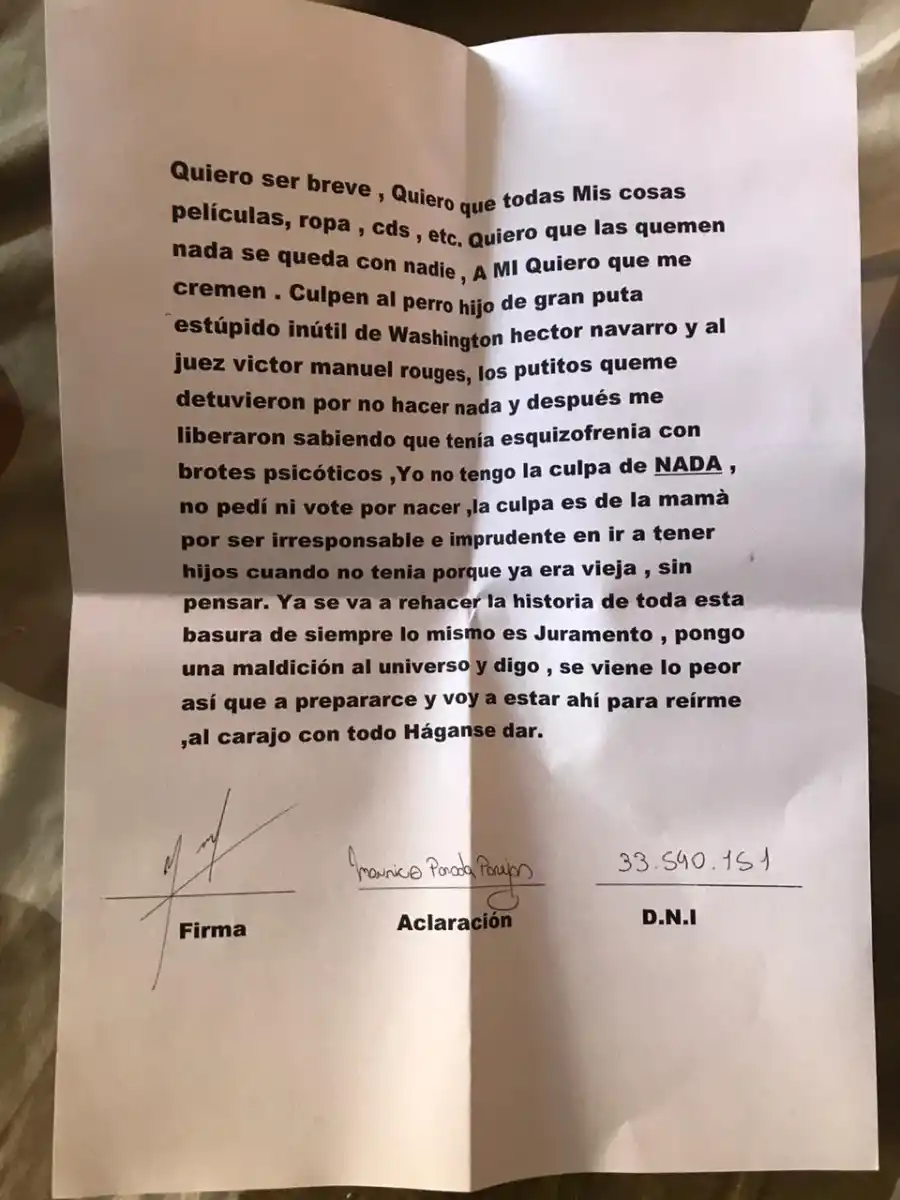 Quiero ser breve , Quiero que todas Mis cosas
películas, ropa , cds , etc. Quiero que las quemen
nada se queda con nadie , A MI Quiero que me
cremen . Culpen al perro hijo de gran puta
estúpido inútil de Washington hector navarro y al
juez victor manuel rouges, los putitos queme
detuvieron por no hacer nada y después me
liberaron sabiendo que tenía esquizofrenia con
brotes psicóticos ,Yo no tengo la culpa de NADA ,
no pedí ni vote por nacer ,la culpa es de la mamà
por ser irresponsable e imprudente en ir a tener
hijos cuando no tenia porque ya era vieja , sin
pensar. Ya se va a rehacer la historia de toda esta
basura de siempre lo mismo es Juramento , pongo
una maldición al universo y digo , se viene lo peor
así que a prepararce y voy a estar ahí para reírme
,al carajo con todo Háganse dar.
Mauricio Parada Parejas 33.540.151
Firma Aclaración D.N.I